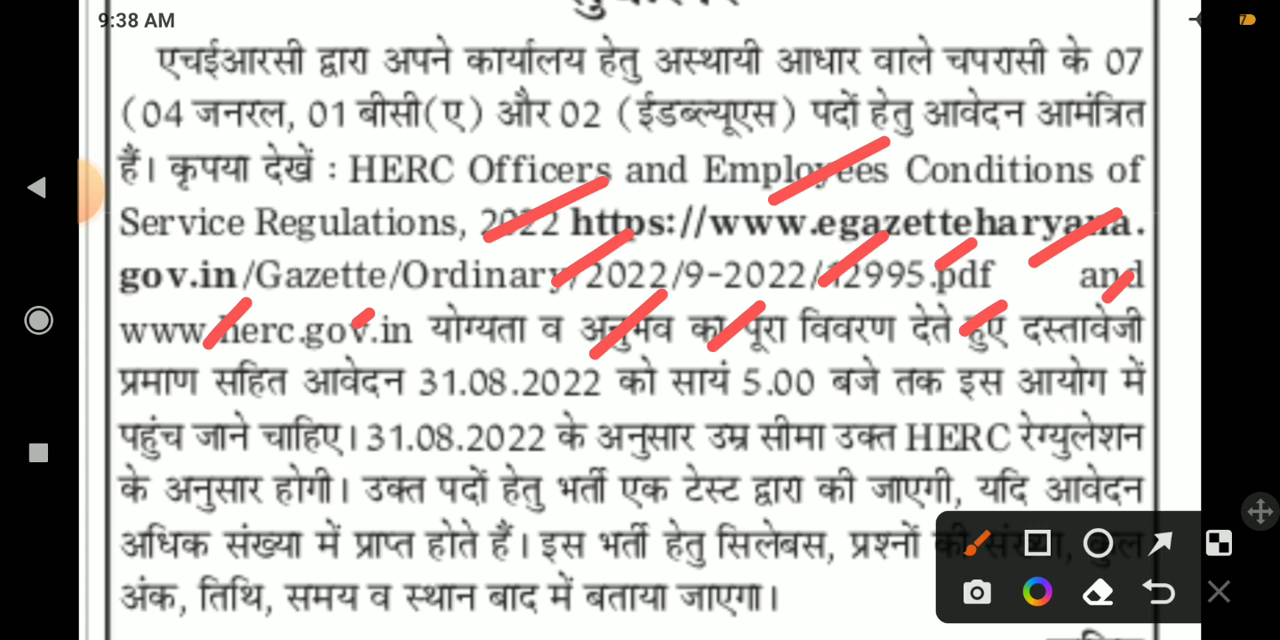 9:38 AM
एचईआरसी द्वारा अपने कार्यालय हेतु अस्थायी आधार वाले चपरासी के 07
(04 जनरल, 01 बीसी(ए) और 02 (ईडब्ल्यूएस) पदों हेतु आवेदन आमंत्रित
हैं। कृपया देखें : HERC Officers and Employees Conditions of
Service Regulations, 2022 https://www.egazetteharyana.
gov.in/Gazette/Ordinary/2022/9-2022/12995.pdf and
www.herc.gov.in योग्यता व अनुभव का पूरा विवरण देते हुए दस्तावेजी
प्रमाण सहित आवेदन 31.08.2022 को सायं 5.00 बजे तक इस आयोग में
पहुंच जाने चाहिए। 31.08.2022 के अनुसार उम्र सीमा उक्त HERC रेग्युलेशन
के अनुसार होगी। उक्त पदों हेतु भर्ती एक टेस्ट द्वारा की जाएगी, यदि आवेदन
अधिक संख्या में प्राप्त होते हैं। इस भर्ती हेतु सिलेबस, प्रश्नों की संख्या, कुल
अंक, तिथि, समय व स्थान बाद में बताया जाएगा।